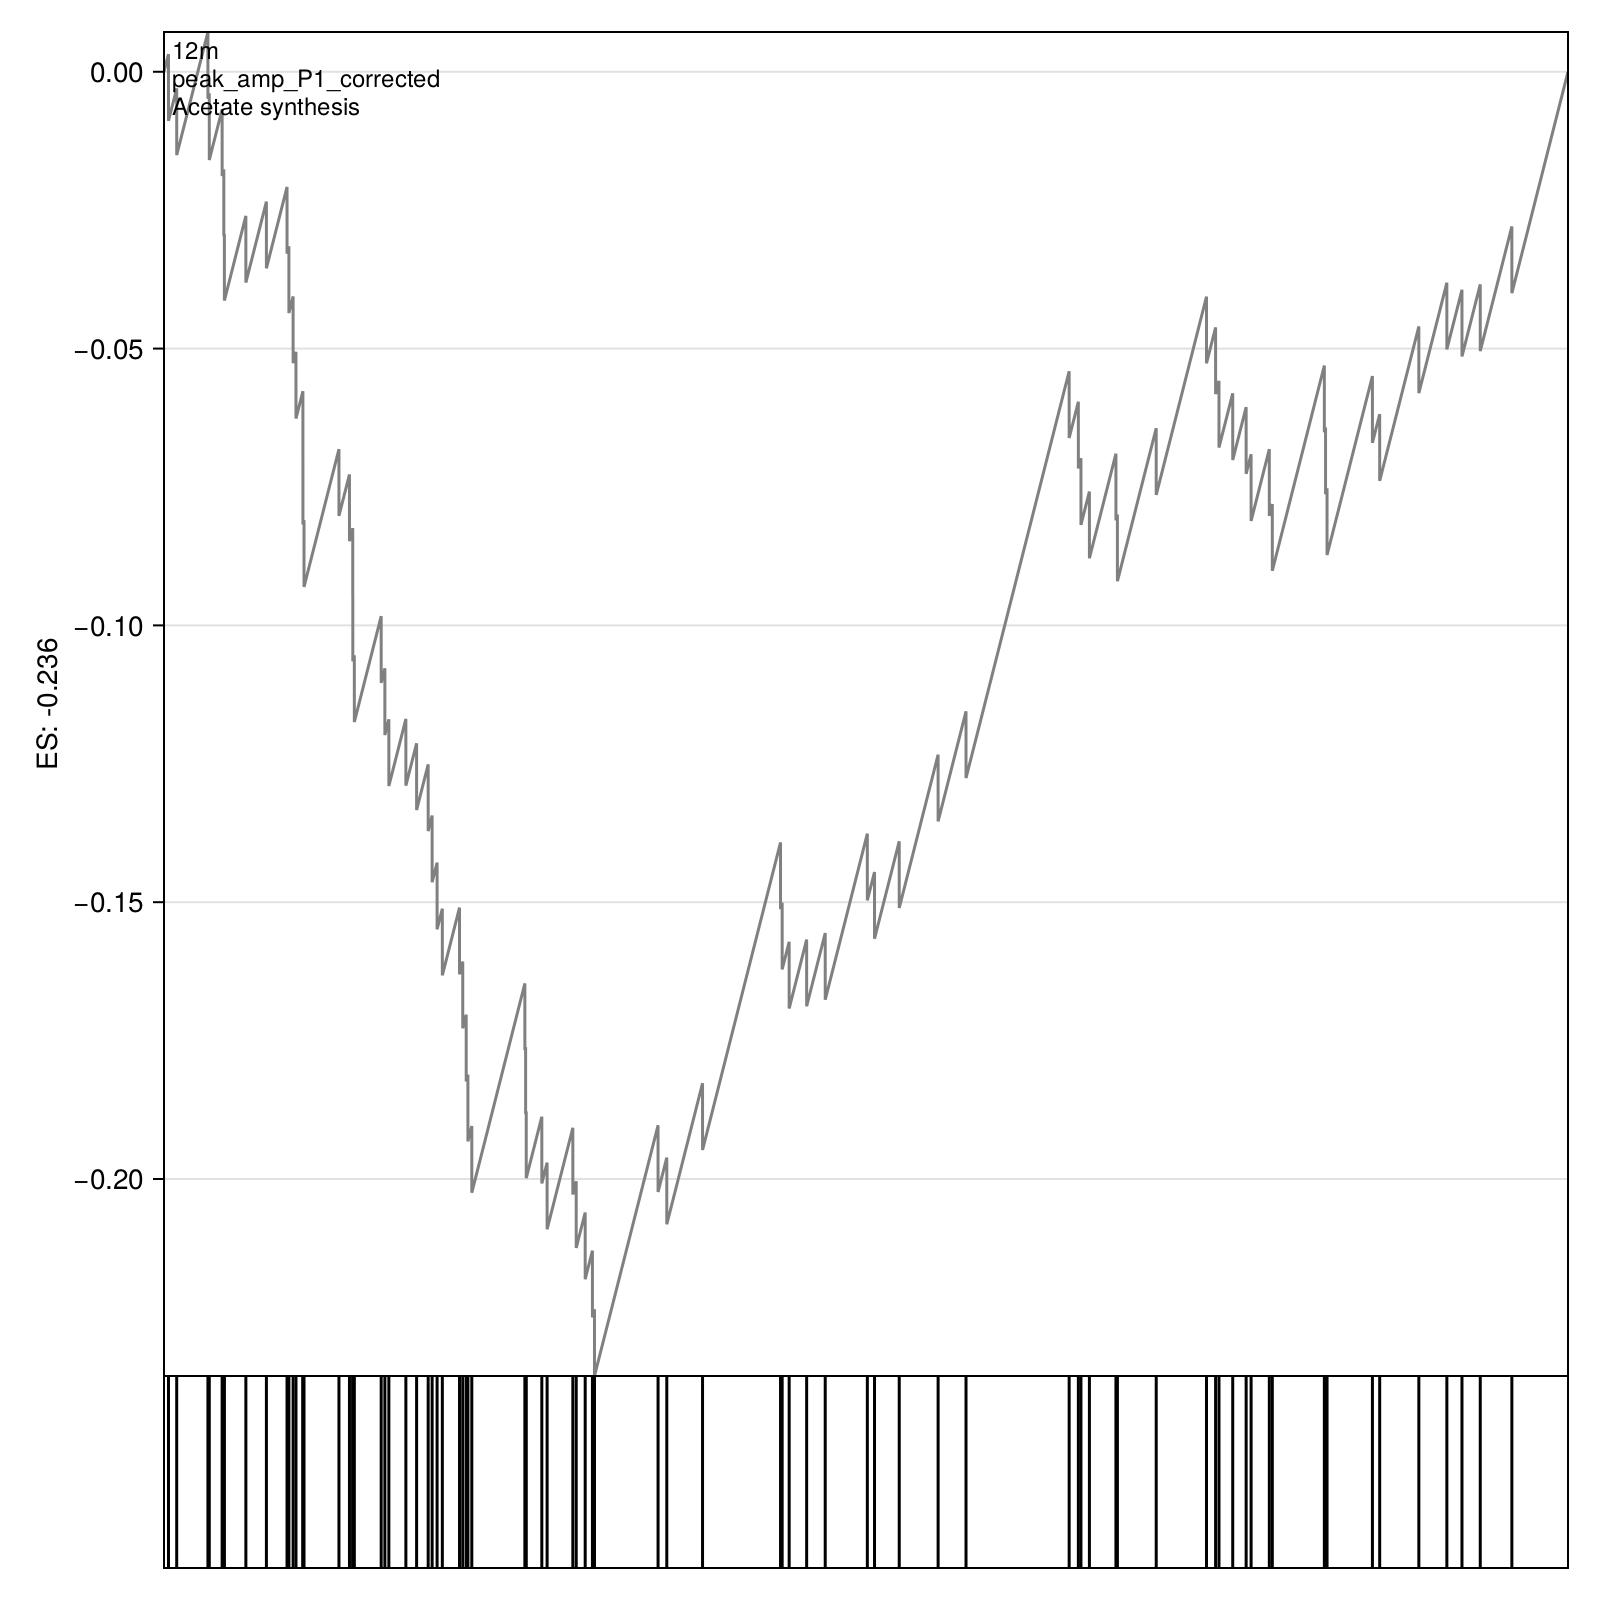 12m
peak_amp_P1_corrected
Acetate synthesis
0.00
−0.05
−0.10
−0.15
−0.20
ES: -0.236